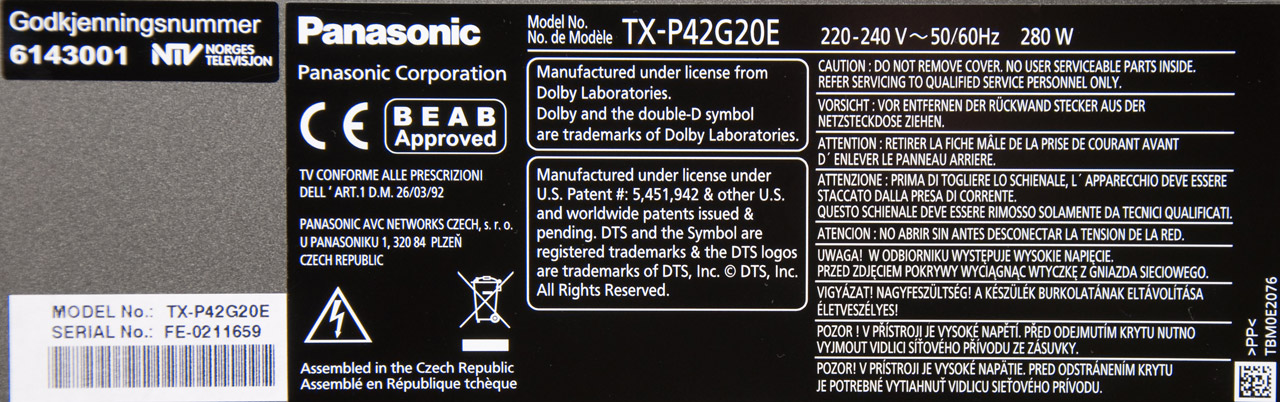 Godkjenningsnummer
6143001 NTV NORGES
TELEVISJON
MODEL No.: TX-P42G20E
SERIAL No.: FE-0211659
Panasonic
Panasonic Corporation
CE BEAB
Approved
TV CONFORME ALLE PRESCRIZIONI
DELL ' ART.1 D.M. 26/03/92
PANASONIC AVC NETWORKS CZECH, s. r. o.
U PANASONIKU 1, 320 84 PLZEŇ
CZECH REPUBLIC
Assembled in the Czech Republic
Assemblé en République tchèque
Model No.
No. de Modèle TX-P42G20E
220-240 V～50/60Hz 280 W
Manufactured under license from
Dolby Laboratories.
Dolby and the double-D symbol
are trademarks of Dolby Laboratories.
Manufactured under license under
U.S. Patent #: 5,451,942 & other U.S.
and worldwide patents issued &
pending. DTS and the Symbol are
registered trademarks & the DTS logos
are trademarks of DTS, Inc. © DTS, Inc.
All Rights Reserved.
CAUTION : DO NOT REMOVE COVER. NO USER SERVICEABLE PARTS INSIDE.
REFER SERVICING TO QUALIFIED SERVICE PERSONNEL ONLY.
VORSICHT : VOR ENTFERNEN DER RÜCKWAND STECKER AUS DER
NETZSTECKDOSE ZIEHEN.
ATTENTION : RETIRER LA FICHE MÂLE DE LA PRISE DE COURANT AVANT
D´ ENLEVER LE PANNEAU ARRIERE.
ATTENZIONE : PRIMA DI TOGLIERE LO SCHIENALE, L´ APPARECCHIO DEVE ESSERE
STACCATO DALLA PRESA DI CORRENTE.
QUESTO SCHIENALE DEVE ESSERE RIMOSSO SOLAMENTE DA TECNICI QUALIFICATI.
ATENCION : NO ABRIR SIN ANTES DESCONECTAR LA TENSION DE LA RED.
UWAGA! W ODBIORNIKU WYSTĘPUJE WYSOKIE NAPIĘCIE.
PRZED ZDJĘCIEM POKRYWY WYCIĄGNĄĆ WTYCZKĘ Z GNIAZDA SIECIOWEGO.
VIGYÁZAT! NAGYFESZÜLTSÉG! A KÉSZÜLÉK BURKOLATÁNAK ELTÁVOLÍTÁSA
ÉLETVESZÉLYES!
POZOR ! V PŘÍSTROJI JE VYSOKÉ NAPĚTÍ. PŘED ODEJMUTÍM KRYTU NUTNO
VYJMOUT VIDLICI SÍŤOVÉHO PŘÍVODU ZE ZÁSUVKY.
POZOR! V PRÍSTROJI JE VYSOKÉ NAPÄTIE. PRED ODSTRÁNENÍM KRYTU
JE POTREBNÉ VYTIAHNUŤ VIDLICU SIEŤOVÉHO PRÍVODU.
>PP<
TBM0E2076